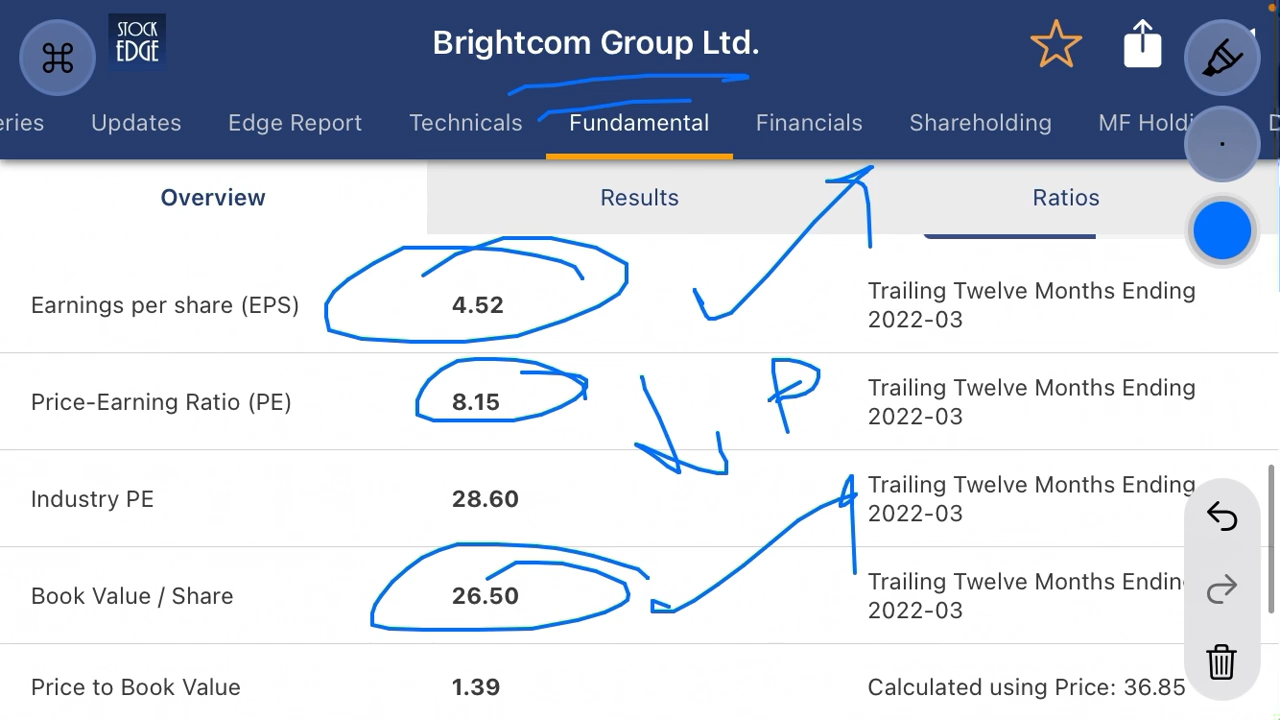 STOCK
EDGE
Brightcom Group Ltd.
eries Updates Edge Report Technicals Fundamental Financials Shareholding MF Holdi
Overview Results Ratios
Earnings per share (EPS) 4.52 Trailing Twelve Months Ending
2022-03
Price-Earning Ratio (PE) 8.15 Trailing Twelve Months Ending
2022-03
P
Industry PE 28.60 Trailing Twelve Months Ending
2022-03
Book Value / Share 26.50 Trailing Twelve Months Endin
2022-03
Price to Book Value 1.39 Calculated using Price: 36.85